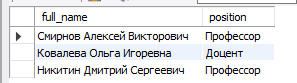 full_name position
Смирнов Алексей Викторович Профессор
Ковалева Ольга Игоревна Доцент
Никитин Дмитрий Сергеевич Профессор